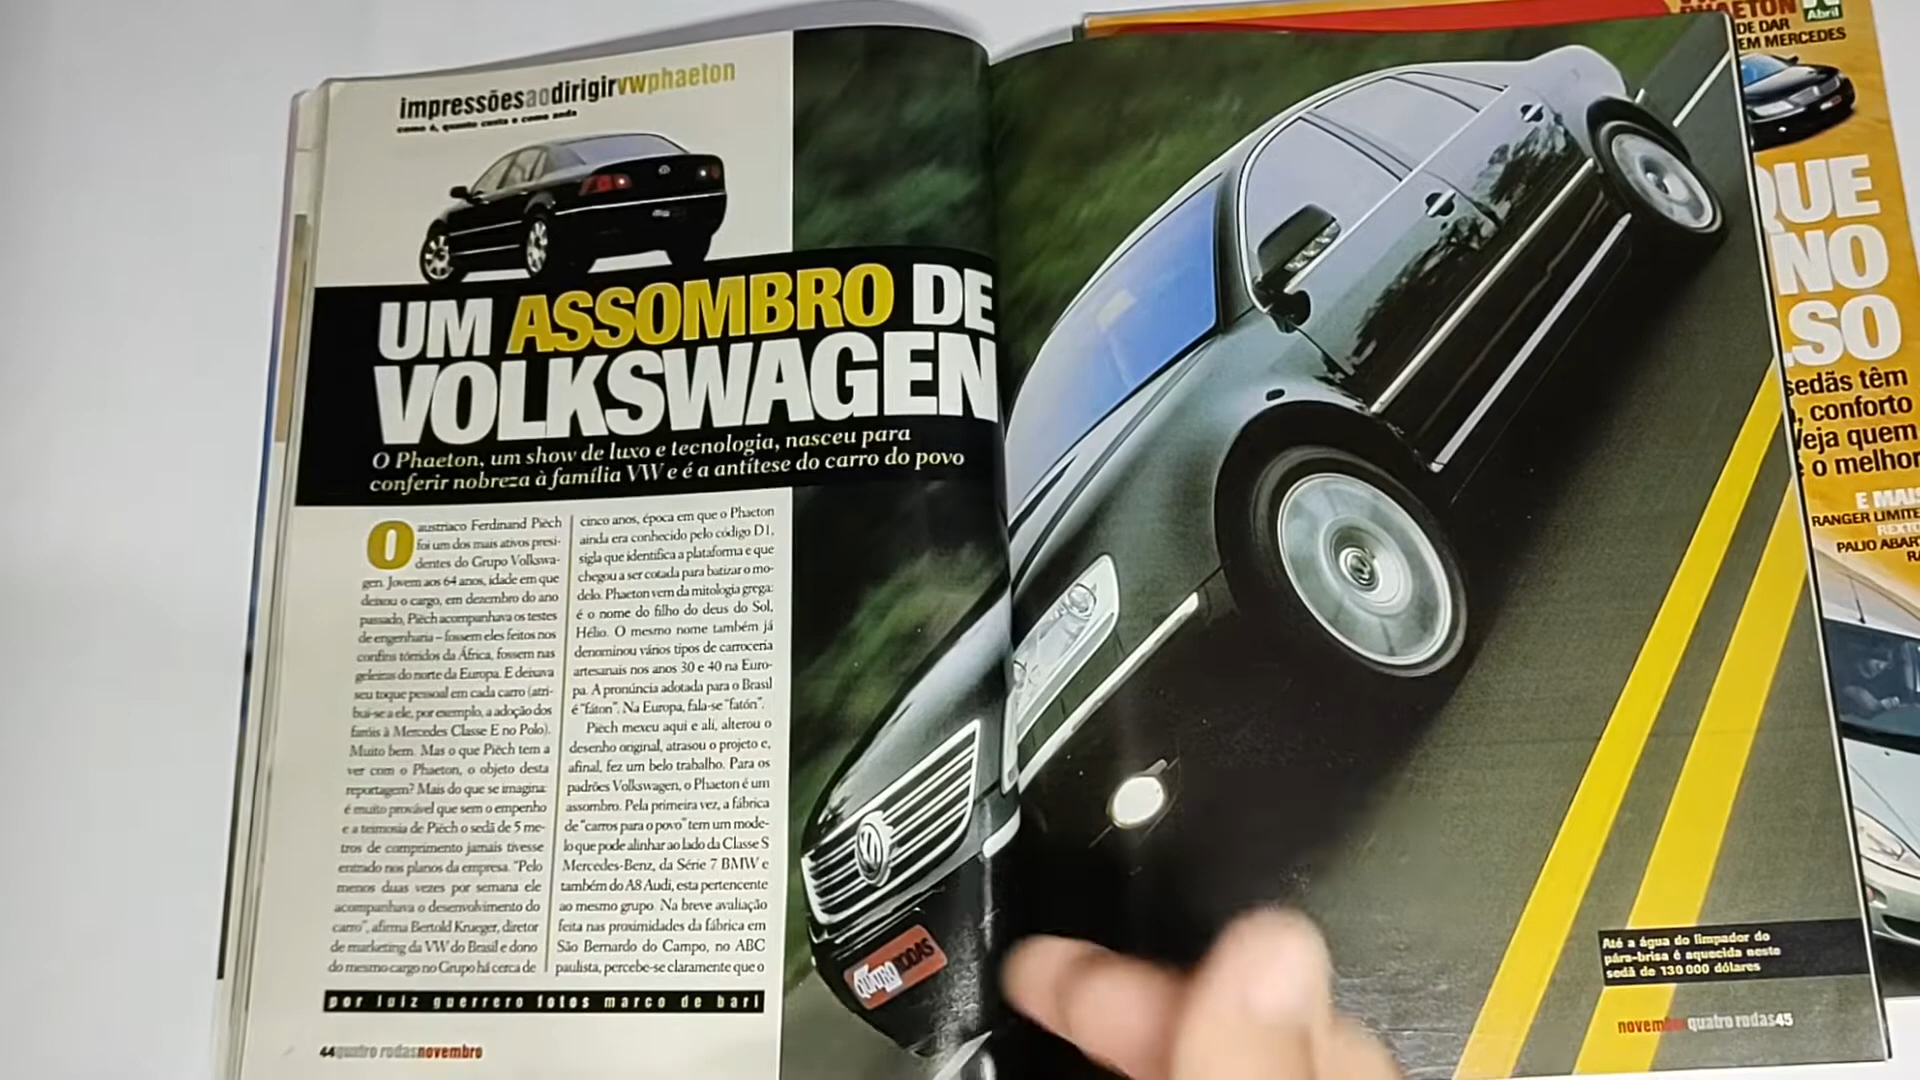 impressõesaodirigirvwphaeton
como é, quanto custa e como anda
UM ASSOMBRO DE
VOLKSWAGEN
O Phaeton, um show de luxo e tecnologia, nasceu para
conferir nobreza à família VW e é a antítese do carro do povo
O austríaco Ferdinand Piëch
foi um dos mais ativos presi-
dentes do Grupo Volkswa-
gen. Jovem aos 64 anos, idade em que
deixou o cargo, em dezembro do ano
passado, Piëch acompanhava os testes
de engenharia – fossem eles feitos nos
confins tórridos da África, fossem nas
geleiras do norte da Europa. E deixava
seu toque pessoal em cada carro (atri-
bui-se a ele, por exemplo, a adoção dos
faróis à Mercedes Classe E no Polo).
Muito bem. Mas o que Piëch tem a
ver com o Phaeton, o objeto desta
reportagem? Mais do que se imagina:
é muito provável que sem o empenho
e a teimosia de Piëch o sedã de 5 me-
tros de comprimento jamais tivesse
entrado nos planos da empresa. "Pelo
menos duas vezes por semana ele
acompanhava o desenvolvimento do
carro", afirma Bertold Krueger, diretor
de marketing da VW do Brasil e dono
do mesmo cargo no Grupo há cerca de
cinco anos, época em que o Phaeton
ainda era conhecido pelo código D1,
sigla que identifica a plataforma e que
chegou a ser cotada para batizar o mo-
delo. Phaeton vem da mitologia grega:
é o nome do filho do deus do Sol,
Hélio. O mesmo nome também já
denominou vários tipos de carroceria
artesanais nos anos 30 e 40 na Euro-
pa. A pronúncia adotada para o Brasil
é "fáton". Na Europa, fala-se "fatón".
Piëch mexeu aqui e ali, alterou o
desenho original, atrasou o projeto e,
afinal, fez um belo trabalho. Para os
padrões Volkswagen, o Phaeton é um
assombro. Pela primeira vez, a fábrica
de "carros para o povo" tem um mode-
lo que pode alinhar ao lado da Classe S
Mercedes-Benz, da Série 7 BMW e
também do A8 Audi, esta pertencente
ao mesmo grupo. Na breve avaliação
feita nas proximidades da fábrica em
São Bernardo do Campo, no ABC
paulista, percebe-se claramente que o
por luiz guerrero fotos marco de bari
44quatro rodasnovembro
QUATRO RODAS
Até a água do limpador do
pára-brisa é aquecida neste
sedã de 130 000 dólares
novembro quatro rodas45
PHAETON
Abril
DE DAR
EM MERCEDES
QUE
NO
SO
sedãs têm
, conforto
Veja quem
é o melhor
E MAIS
RANGER LIMITE
PALIO ABAR